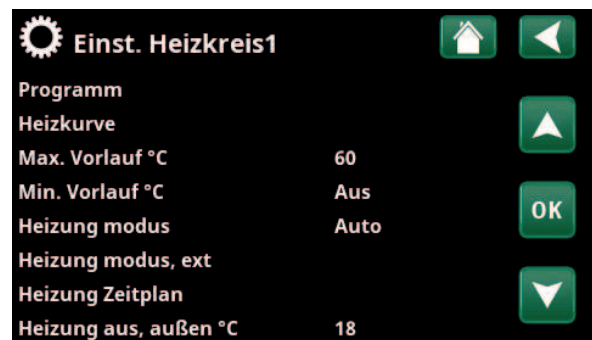 Einst. Heizkreis1
Programm
Heizkurve
Max. Vorlauf °C 60
Min. Vorlauf °C Aus
Heizung modus Auto
OK
Heizung modus, ext
Heizung Zeitplan
Heizung aus, außen °C 18